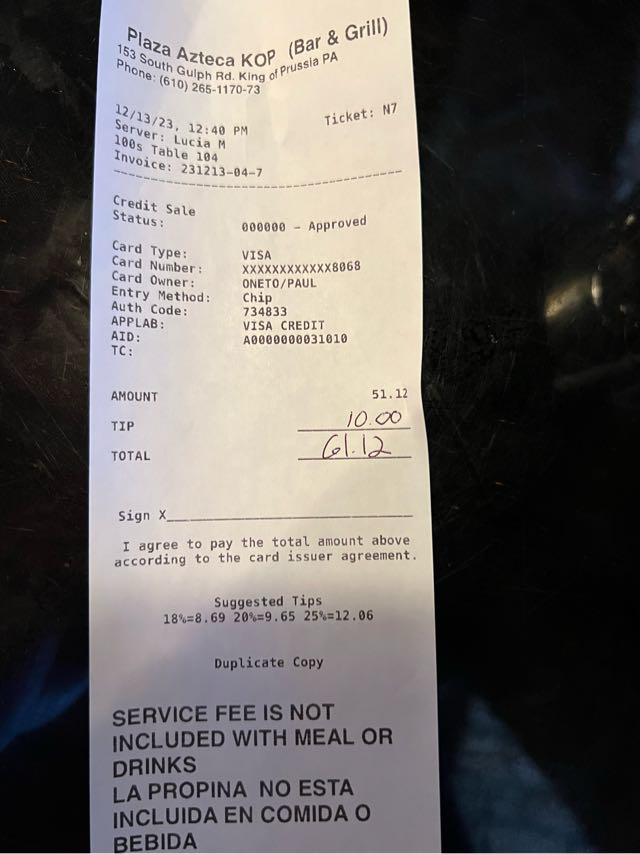 Plaza Azteca KOP (Bar & Grill)
153 South Gulph Rd. King of Prussia PA
Phone: (610) 265-1170-73
12/13/23, 12:40 PM Ticket: N7
Server: Lucia M
100s Table 104
Invoice: 231213-04-7
Credit Sale
Status: 000000 - Approved
Card Type: VISA
Card Number: XXXXXXXXXXXX8068
Card Owner: ONETO/PAUL
Entry Method: Chip
Auth Code: 734833
APPLAB: VISA CREDIT
AID: A0000000031010
TC:
AMOUNT 51.12
TIP 10.00
TOTAL 61.12
Sign X
I agree to pay the total amount above
according to the card issuer agreement.
Suggested Tips
18%=8.69 20%=9.65 25%=12.06
Duplicate Copy
SERVICE FEE IS NOT
INCLUDED WITH MEAL OR
DRINKS
LA PROPINA NO ESTA
INCLUIDA EN COMIDA O
BEBIDA